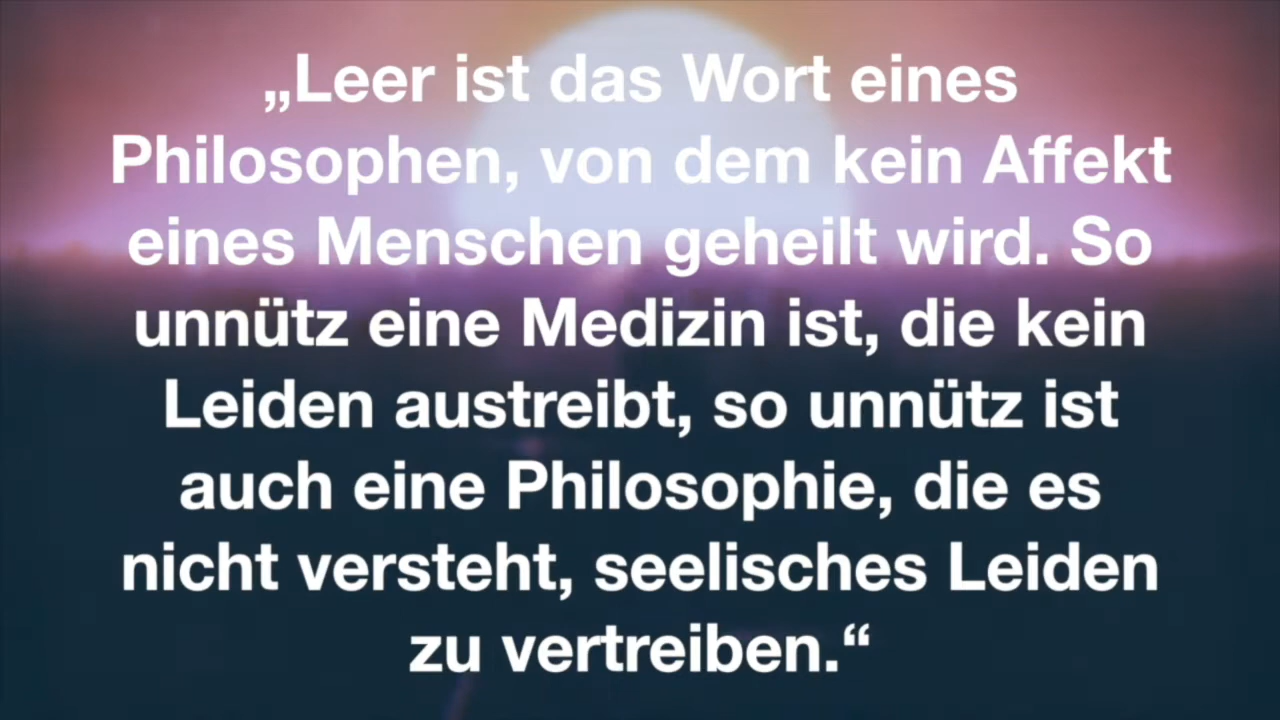 „Leer ist das Wort eines
Philosophen, von dem kein Affekt
eines Menschen geheilt wird. So
unnütz eine Medizin ist, die kein
Leiden austreibt, so unnütz ist
auch eine Philosophie, die es
nicht versteht, seelisches Leiden
zu vertreiben.“